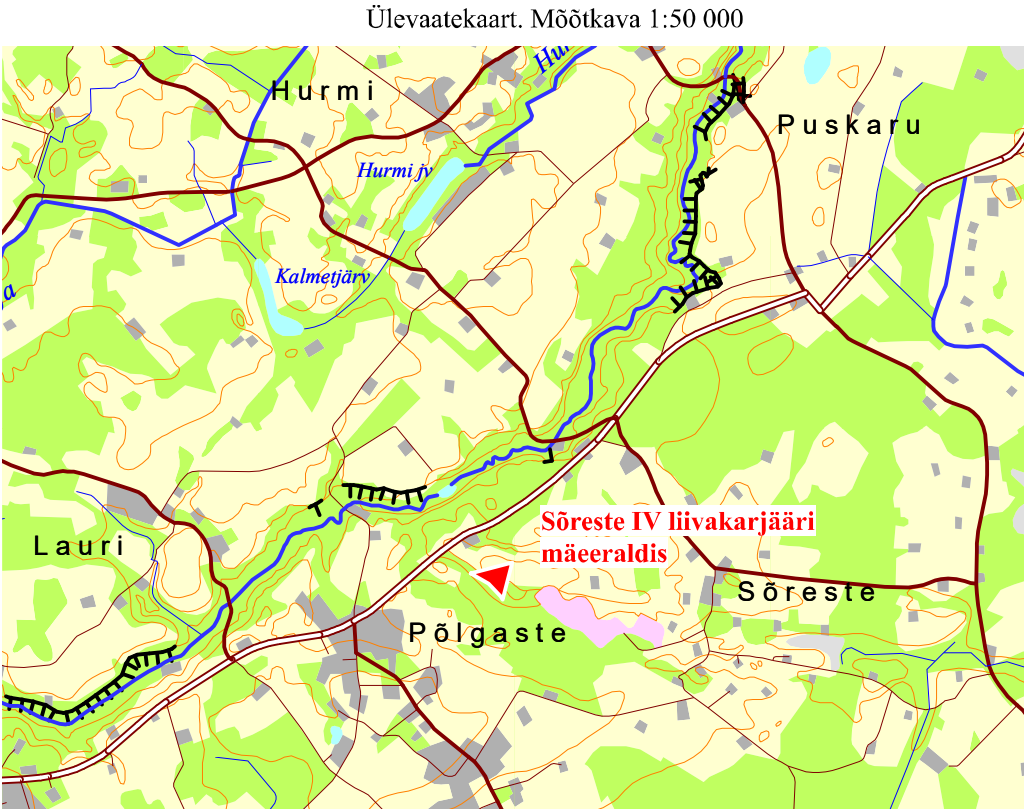 Ülevaatekaart. Mõõtkava 1:50 000
Hurmi
Puskaru
Hurmi jv
Kalmetjärv
Sõreste IV liivakarjääri
mäeeraldis
Lauri
Sõreste
Põlgaste